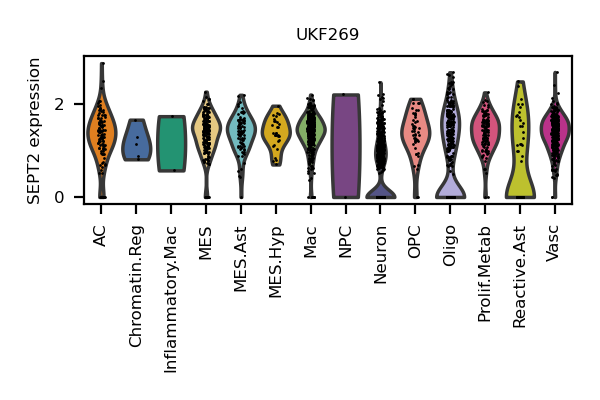 UKF269
SEPT2 expression
2
0
AC
Chromatin.Reg
Inflammatory.Mac
MES
MES.Ast
MES.Hyp
Mac
NPC
Neuron
OPC
Oligo
Prolif.Metab
Reactive.Ast
Vasc